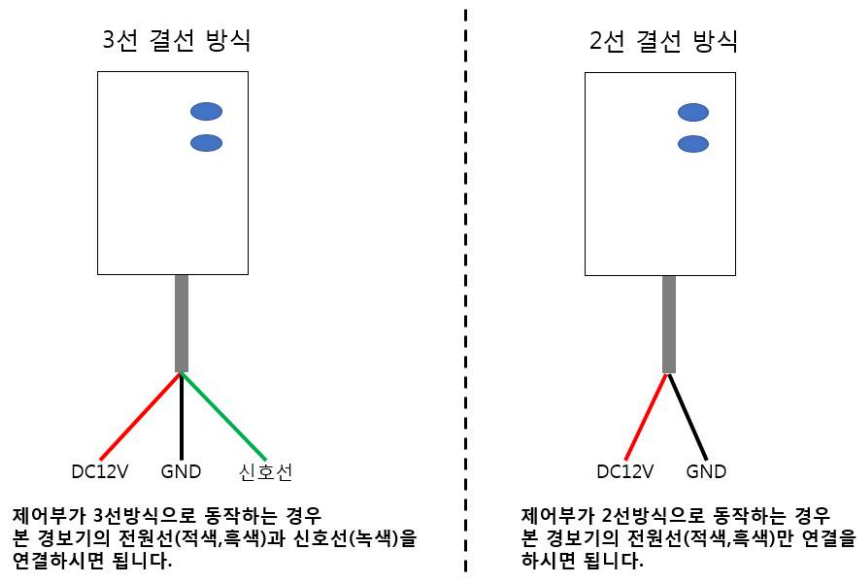 3선 결선 방식
DC12V GND 신호선
제어부가 3선방식으로 동작하는 경우
본 경보기의 전원선(적색,흑색)과 신호선(녹색)을
연결하시면 됩니다.
2선 결선 방식
DC12V GND
제어부가 2선방식으로 동작하는 경우
본 경보기의 전원선(적색,흑색)만 연결을
하시면 됩니다.